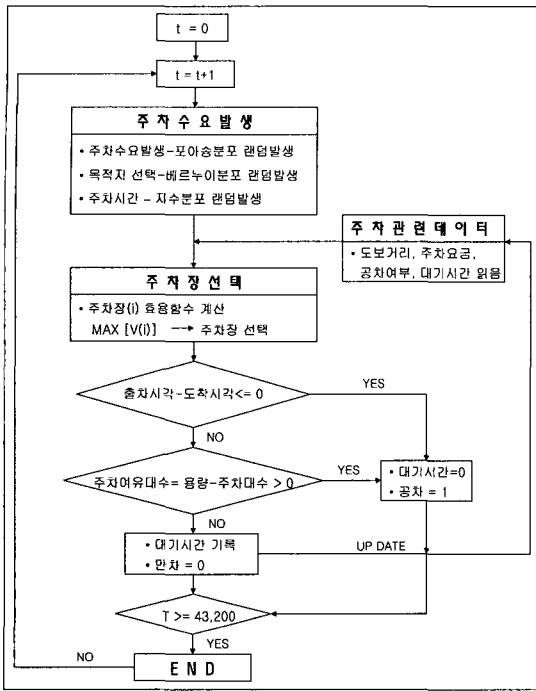 t = 0
t = t+1
주 차 수 요 발 생
• 주차수요발생-포아송분포 랜덤발생
• 목적지 선택-베르누이분포 랜덤발생
• 주차시간 - 지수분포 랜덤발생
주 차 관 련 데 이 터
• 도보거리, 주차요금,
공차여부, 대기시간 읽음
주 차 장 선 택
• 주차장(i) 효용함수 계산
MAX [V(i)] → 주차장 선택
출차시각-도착시각<= 0
YES
NO
주차여유대수= 용량-주차대수 > 0
YES
• 대기시간=0
• 공차 = 1
NO
• 대기시간 기록
• 만차 = 0
UP DATE
T >= 43,200
YES
NO
E N D